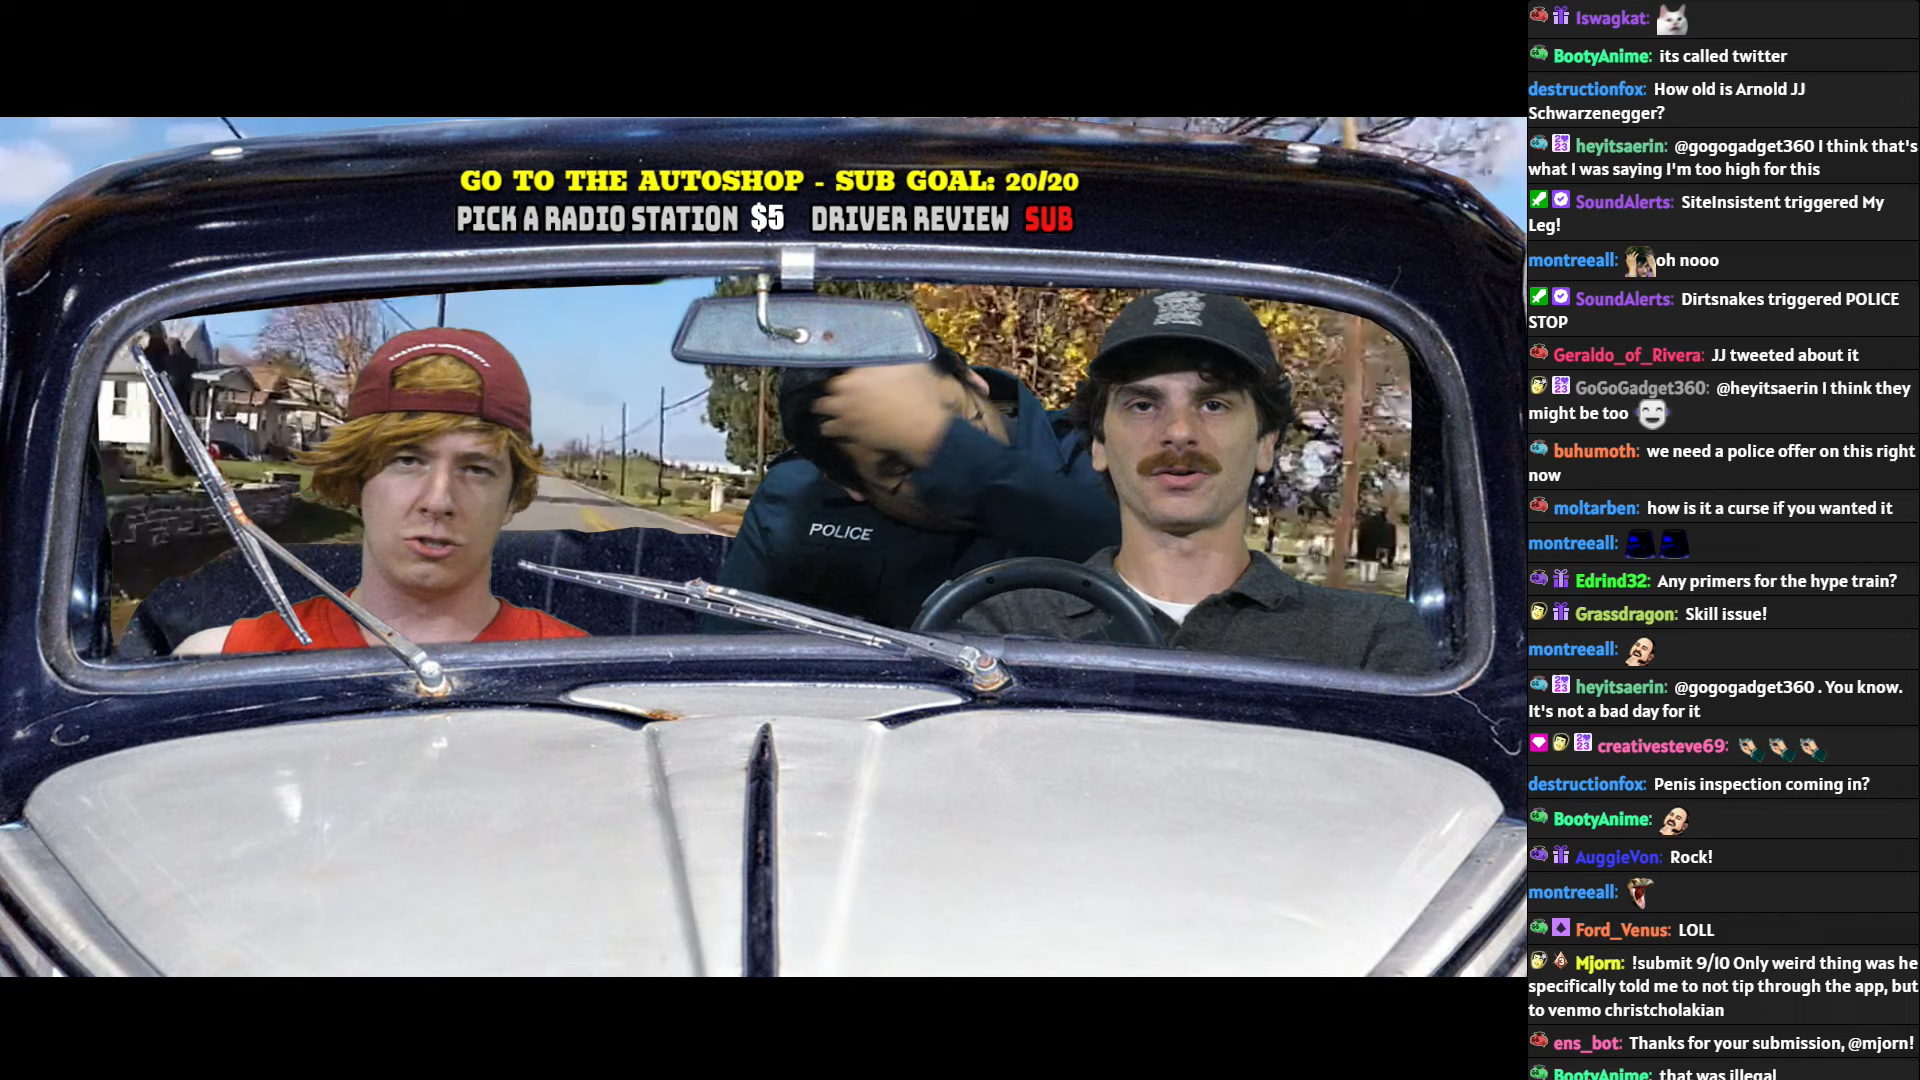 GO TO THE AUTOSHOP - SUB GOAL: 20/20
PICK A RADIO STATION $5 DRIVER REVIEW SUB
CHAPMAN UNIVERSITY
POLICE
1swagkat:
BootyAnime: its called twitter
destructionfox: How old is Arnold JJ
Schwarzenegger?
heyitsaerin: @gogogadget360 I think that's
what I was saying I'm too high for this
SoundAlerts: SiteInsistent triggered My
Leg!
montreeall: oh nooo
SoundAlerts: Dirtsnakes triggered POLICE
STOP
Geraldo_of_Rivera: JJ tweeted about it
GoGoGadget360: @heyitsaerin I think they
might be too
buhumoth: we need a police offer on this right
now
moltarben: how is it a curse if you wanted it
montreeall:
Edrind32: Any primers for the hype train?
Grassdragon: Skill issue!
montreeall:
heyitsaerin: @gogogadget360 . You know.
It's not a bad day for it
creativesteve69:
destructionfox: Penis inspection coming in?
BootyAnime:
AuggieVon: Rock!
montreeall:
Ford_Venus: LOLL
Mjorn: !submit 9/10 Only weird thing was he
specifically told me to not tip through the app, but
to venmo christcholakian
ens_bot: Thanks for your submission, @mjorn!
BootyAnime: that was illegal